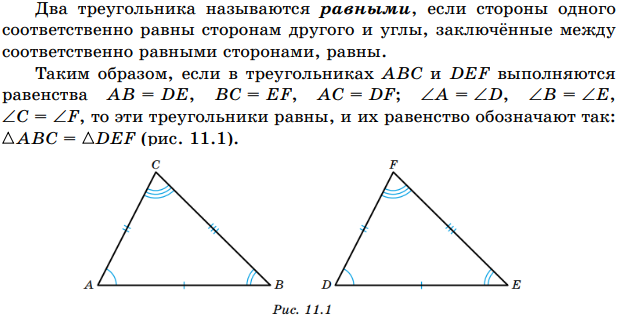 Два треугольника называются равными, если стороны одного
соответственно равны сторонам другого и углы, заключённые между
соответственно равными сторонами, равны.
Таким образом, если в треугольниках ABC и DEF выполняются
равенства AB = DE, BC = EF, AC = DF; ∠A = ∠D, ∠B = ∠E,
∠C = ∠F, то эти треугольники равны, и их равенство обозначают так:
△ABC = △DEF (рис. 11.1).
C F
A B D E
Рис. 11.1